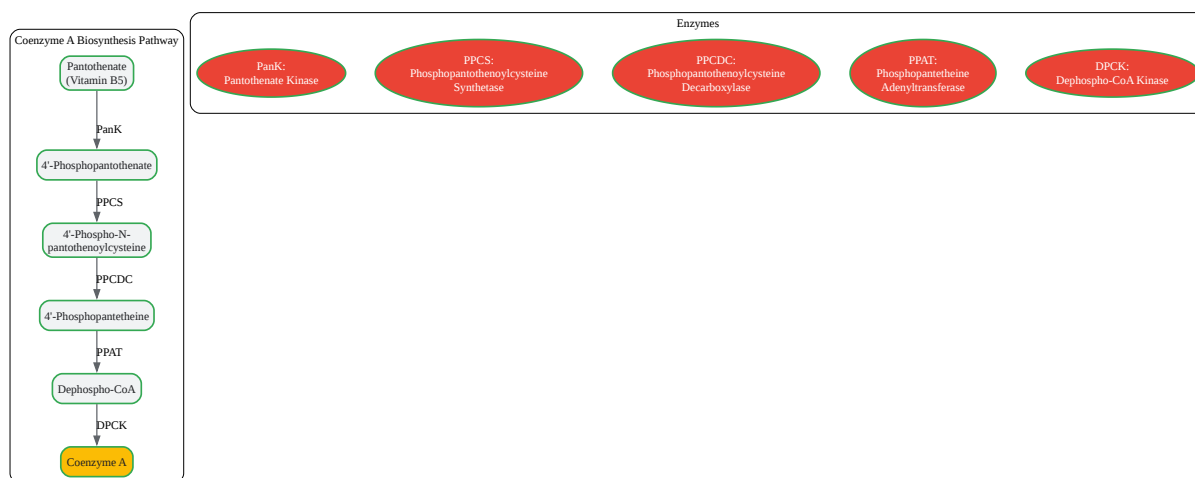 Coenzyme A Biosynthesis Pathway
Pantothenate
(Vitamin B5)
PanK
4'-Phosphopantothenate
PPCS
4'-Phospho-N-
pantothenoylcysteine
PPCDC
4'-Phosphopantetheine
PPAT
Dephospho-CoA
DPCK
Coenzyme A
Enzymes
PanK:
Pantothenate Kinase
PPCS:
Phosphopantothenoylcysteine
Synthetase
PPCDC:
Phosphopantothenoylcysteine
Decarboxylase
PPAT:
Phosphopantetheine
Adenyltransferase
DPCK:
Dephospho-CoA Kinase